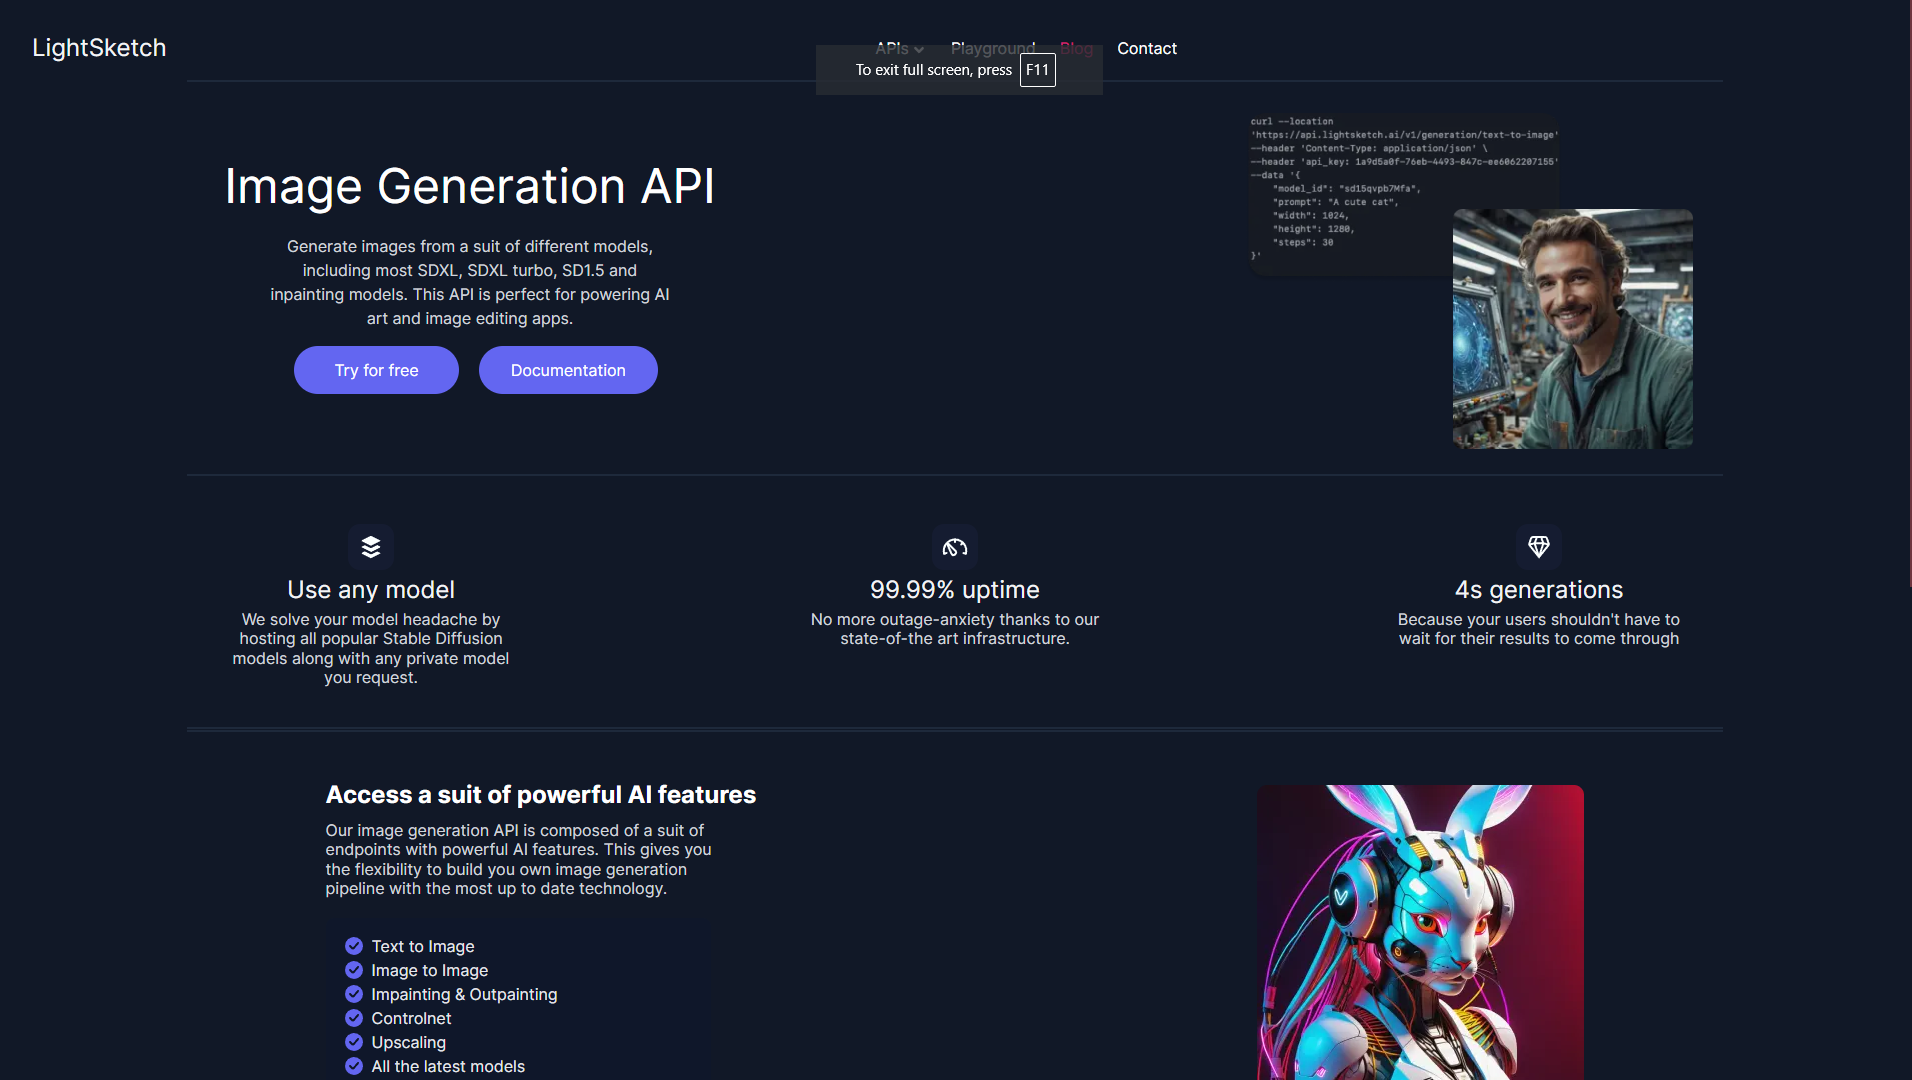 LightSketch
APIs
Playground
Blog
Contact
To exit full screen, press F11
curl --location
'https://api.lightsketch.ai/v1/generation/text-to-image'
--header 'Content-Type: application/json' \
--header 'api_key: 1a9d5a0f-76eb-4493-847c-ee6062207155'
--data '{
"model_id": "sd15qvpb7Mfa",
"prompt": "A cute cat",
"width": 1024,
"height": 1280,
"steps": 30
}'
Image Generation API
Generate images from a suit of different models,
including most SDXL, SDXL turbo, SD1.5 and
inpainting models. This API is perfect for powering AI
art and image editing apps.
Try for free
Documentation
Use any model
We solve your model headache by
hosting all popular Stable Diffusion
models along with any private model
you request.
99.99% uptime
No more outage-anxiety thanks to our
state-of-the art infrastructure.
4s generations
Because your users shouldn't have to
wait for their results to come through
Access a suit of powerful AI features
Our image generation API is composed of a suit of
endpoints with powerful AI features. This gives you
the flexibility to build you own image generation
pipeline with the most up to date technology.
Text to Image
Image to Image
Impainting & Outpainting
Controlnet
Upscaling
All the latest models